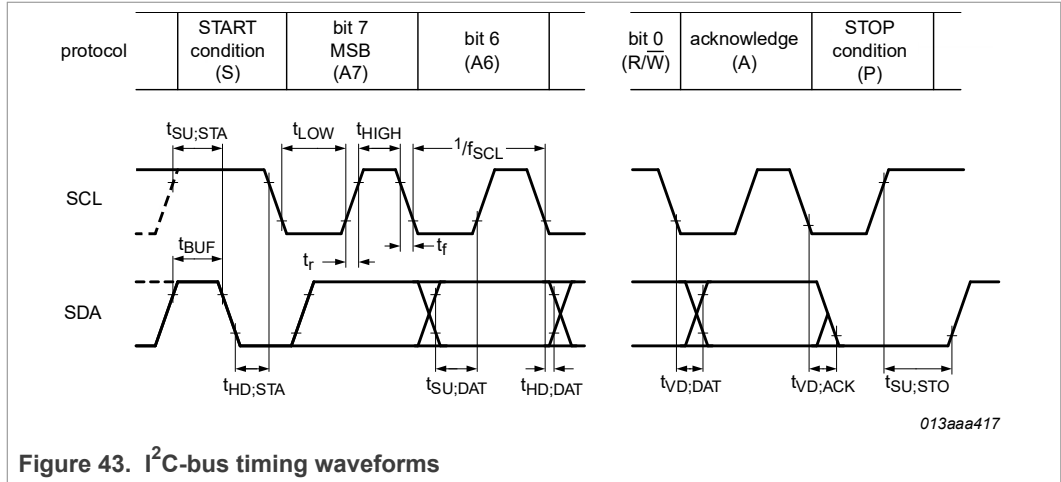 protocol
START
condition
(S)
bit 7
MSB
(A7)
bit 6
(A6)
bit 0
(R/W̅)
acknowledge
(A)
STOP
condition
(P)
tSU;STA
tLOW
tHIGH
1/fSCL
SCL
tBUF
tr
tf
SDA
tHD;STA
tSU;DAT
tHD;DAT
tVD;DAT
tVD;ACK
tSU;STO
013aaa417
Figure 43. I²C-bus timing waveforms